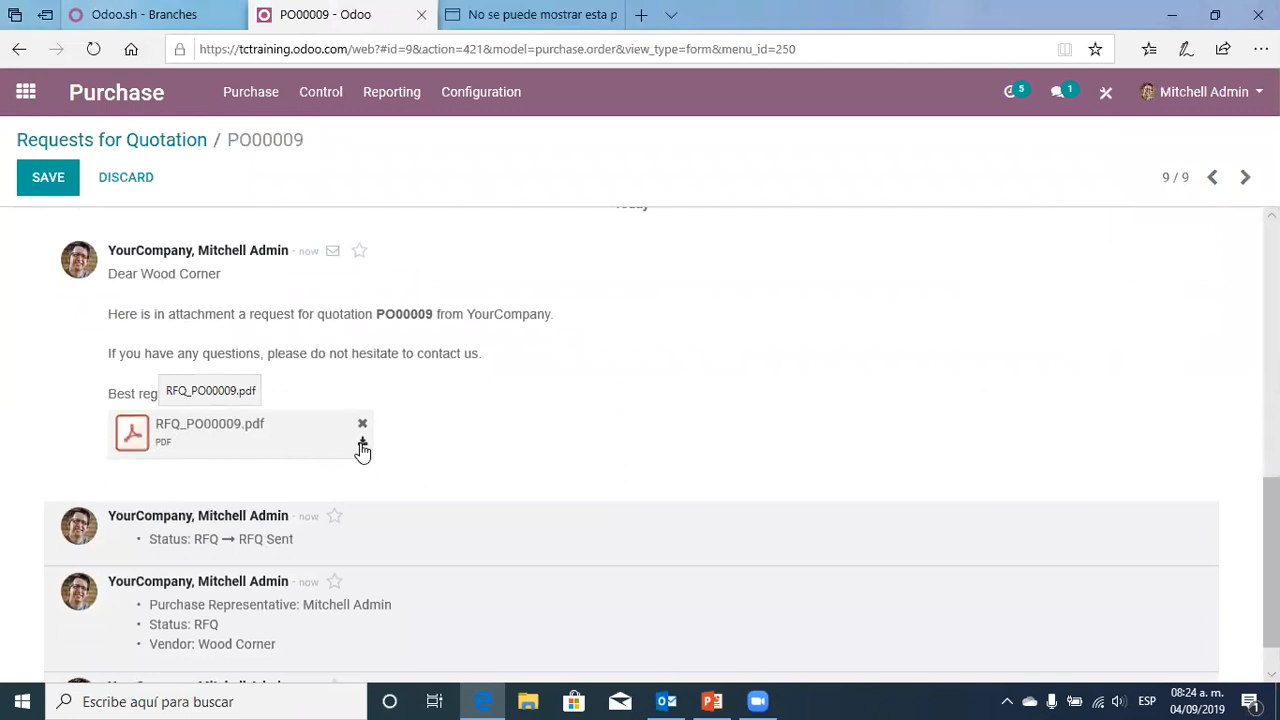 Odoo.sh - Branches
PO00009 - Odoo
No se puede mostrar esta p
https://tctraining.odoo.com/web?#id=9&action=421&model=purchase.order&view_type=form&menu_id=250
Purchase
Purchase
Control
Reporting
Configuration
5
1
Mitchell Admin
Requests for Quotation / PO00009
SAVE
DISCARD
9 / 9
Today
YourCompany, Mitchell Admin - now
Dear Wood Corner
Here is in attachment a request for quotation PO00009 from YourCompany.
If you have any questions, please do not hesitate to contact us.
Best reg
RFQ_PO00009.pdf
RFQ_PO00009.pdf
PDF
YourCompany, Mitchell Admin - now
• Status: RFQ → RFQ Sent
YourCompany, Mitchell Admin - now
• Purchase Representative: Mitchell Admin
• Status: RFQ
• Vendor: Wood Corner
Escribe aquí para buscar
ESP
08:24 a. m.
04/09/2019
1